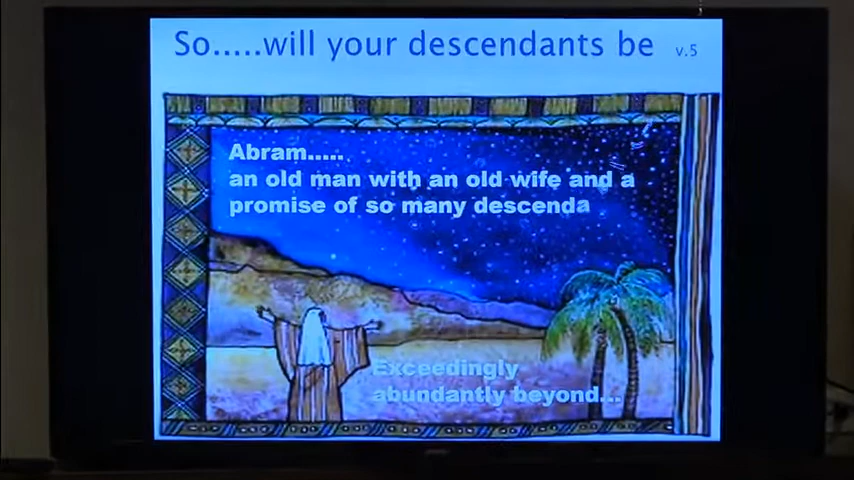 So.....will your descendants be v.5
Abram.....
an old man with an old wife and a
promise of so many descenda
Exceedingly
abundantly beyond...